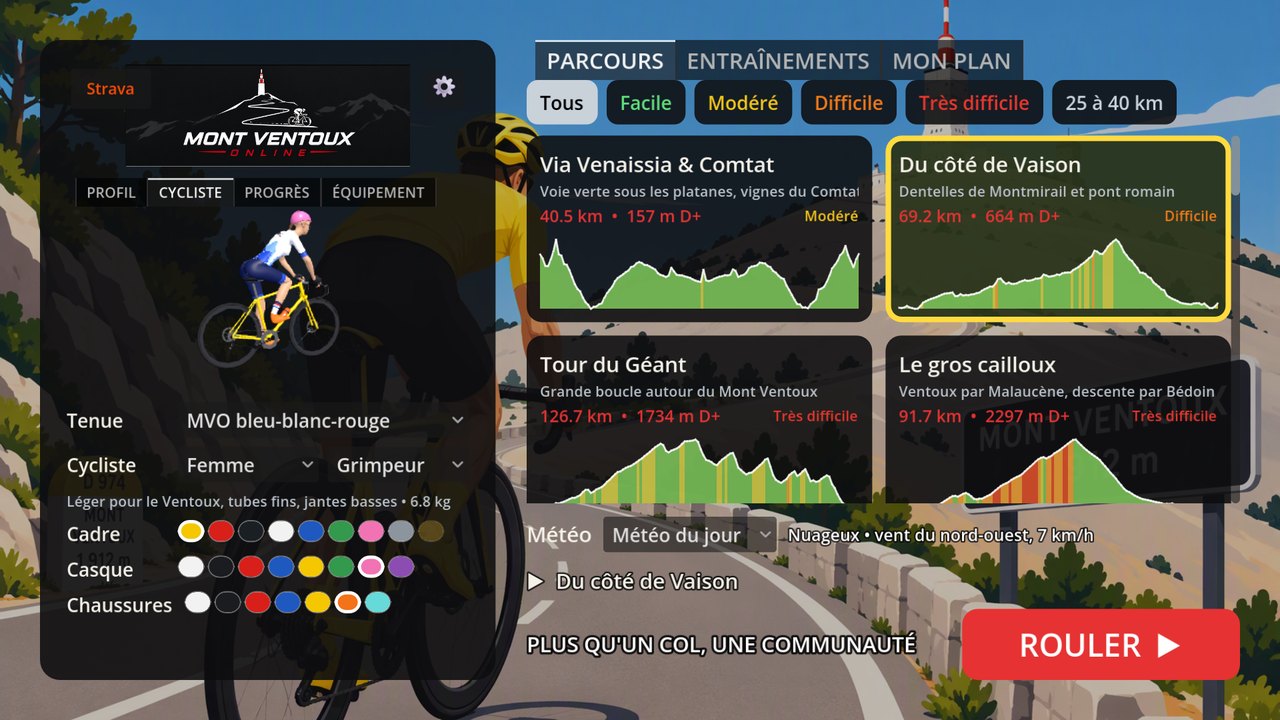 Strava
MONT VENTOUX
ONLINE
PROFIL
CYCLISTE
PROGRÈS
ÉQUIPEMENT
Tenue
MVO bleu-blanc-rouge
Cycliste
Femme
Grimpeur
Léger pour le Ventoux, tubes fins, jantes basses • 6.8 kg
Cadre
Casque
Chaussures
D 974
MONT
PARCOURS
ENTRAÎNEMENTS
MON PLAN
Tous
Facile
Modéré
Difficile
Très difficile
25 à 40 km
Via Venaissia & Comtat
Voie verte sous les platanes, vignes du Comtat
40.5 km • 157 m D+
Modéré
Du côté de Vaison
Dentelles de Montmirail et pont romain
69.2 km • 664 m D+
Difficile
Tour du Géant
Grande boucle autour du Mont Ventoux
126.7 km • 1734 m D+
Très difficile
Le gros cailloux
Ventoux par Malaucène, descente par Bédoin
91.7 km • 2297 m D+
Très difficile
MONT VENTOUX
Météo
Météo du jour
Nuageux • vent du nord-ouest, 7 km/h
▶ Du côté de Vaison
PLUS QU'UN COL, UNE COMMUNAUTÉ
ROULER ▶